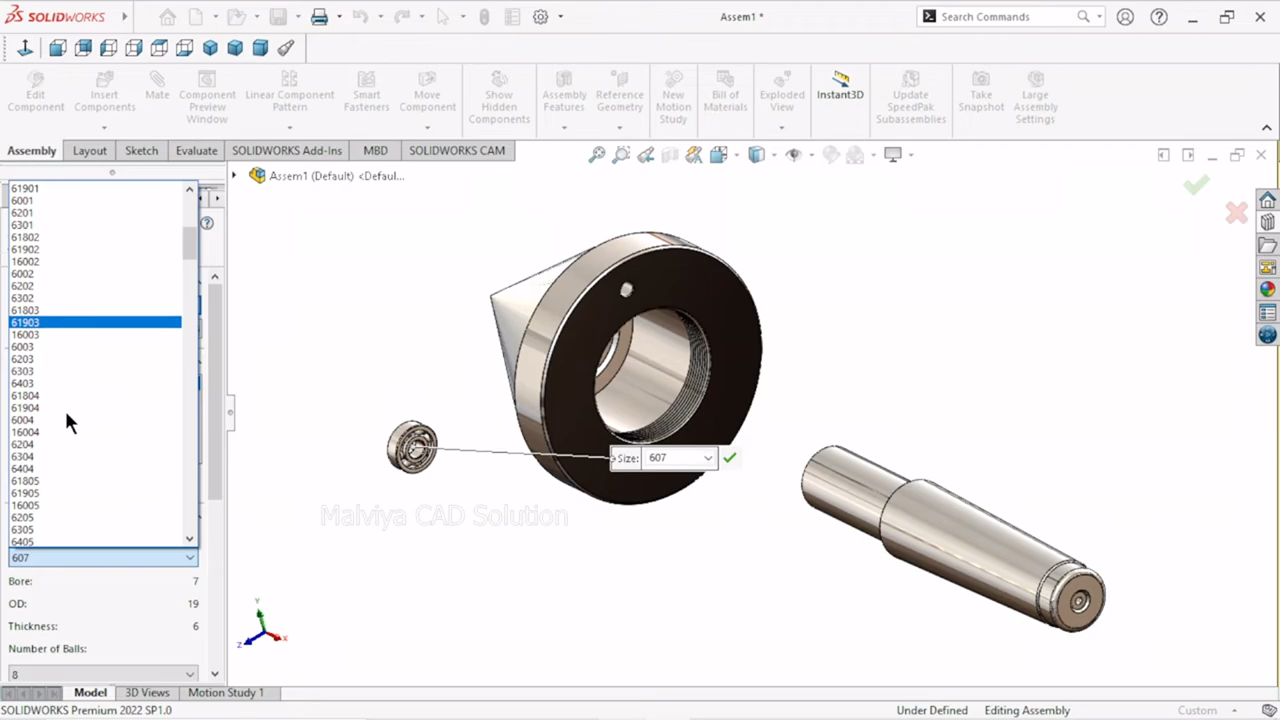 SOLIDWORKS
Assem1 *
Search Commands
Edit Component
Insert Components
Mate
Component Preview Window
Linear Component Pattern
Smart Fasteners
Move Component
Show Hidden Components
Assembly Features
Reference Geometry
New Motion Study
Bill of Materials
Exploded View
Instant3D
Update SpeedPak Subassemblies
Take Snapshot
Large Assembly Settings
Assembly
Layout
Sketch
Evaluate
SOLIDWORKS Add-Ins
MBD
SOLIDWORKS CAM
Assem1 (Default) <Defaul...
61901
6001
6201
6301
61802
61902
16002
6002
6202
6302
61803
61903
16003
6003
6203
6303
6403
61804
61904
6004
16004
6204
6304
6404
61805
61905
16005
6205
6305
6405
607
Bore: 7
OD: 19
Thickness: 6
Number of Balls:
8
Size: 607
Malviya CAD Solution
Y
Z
X
Model
3D Views
Motion Study 1
SOLIDWORKS Premium 2022 SP1.0
Under Defined
Editing Assembly
Custom